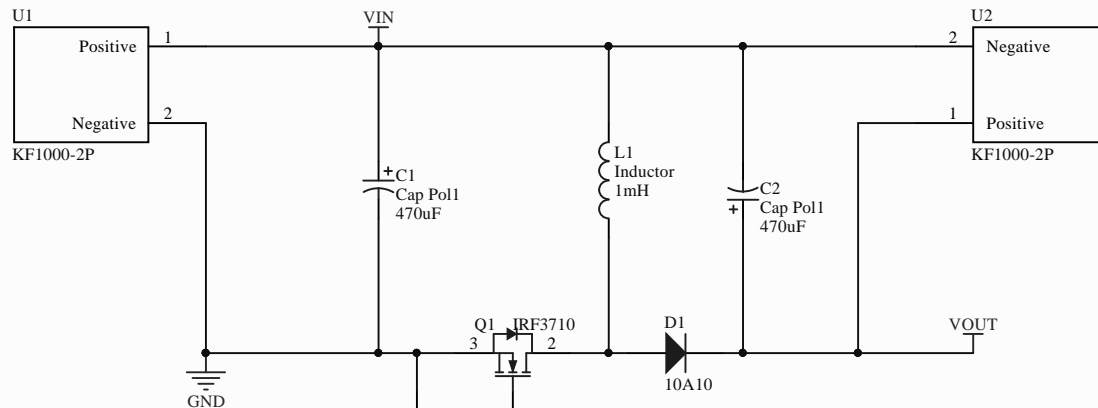 U1
VIN
U2
Positive
1
2
Negative
Negative
2
1
Positive
KF1000-2P
KF1000-2P
+
C1
Cap Pol1
470uF
L1
Inductor
1mH
C2
Cap Pol1
470uF
+
Q1
IRF3710
D1
VOUT
3
2
10A10
GND